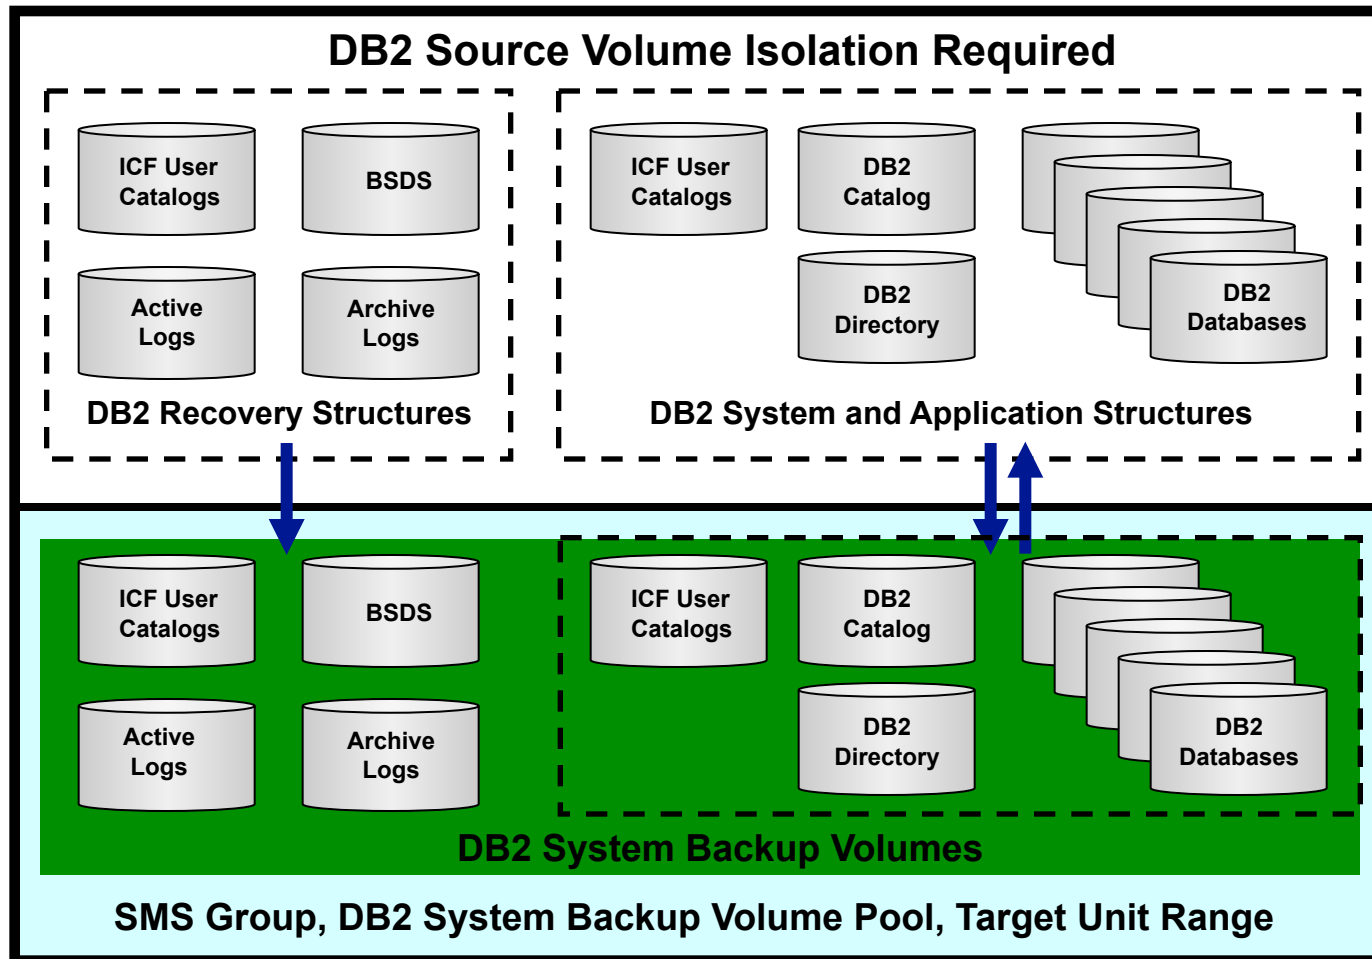 DB2 Source Volume Isolation Required
ICF User
Catalogs
BSDS
Active
Logs
Archive
Logs
DB2 Recovery Structures
ICF User
Catalogs
DB2
Catalog
DB2
Directory
DB2
Databases
DB2 System and Application Structures
ICF User
Catalogs
BSDS
Active
Logs
Archive
Logs
ICF User
Catalogs
DB2
Catalog
DB2
Directory
DB2
Databases
DB2 System Backup Volumes
SMS Group, DB2 System Backup Volume Pool, Target Unit Range